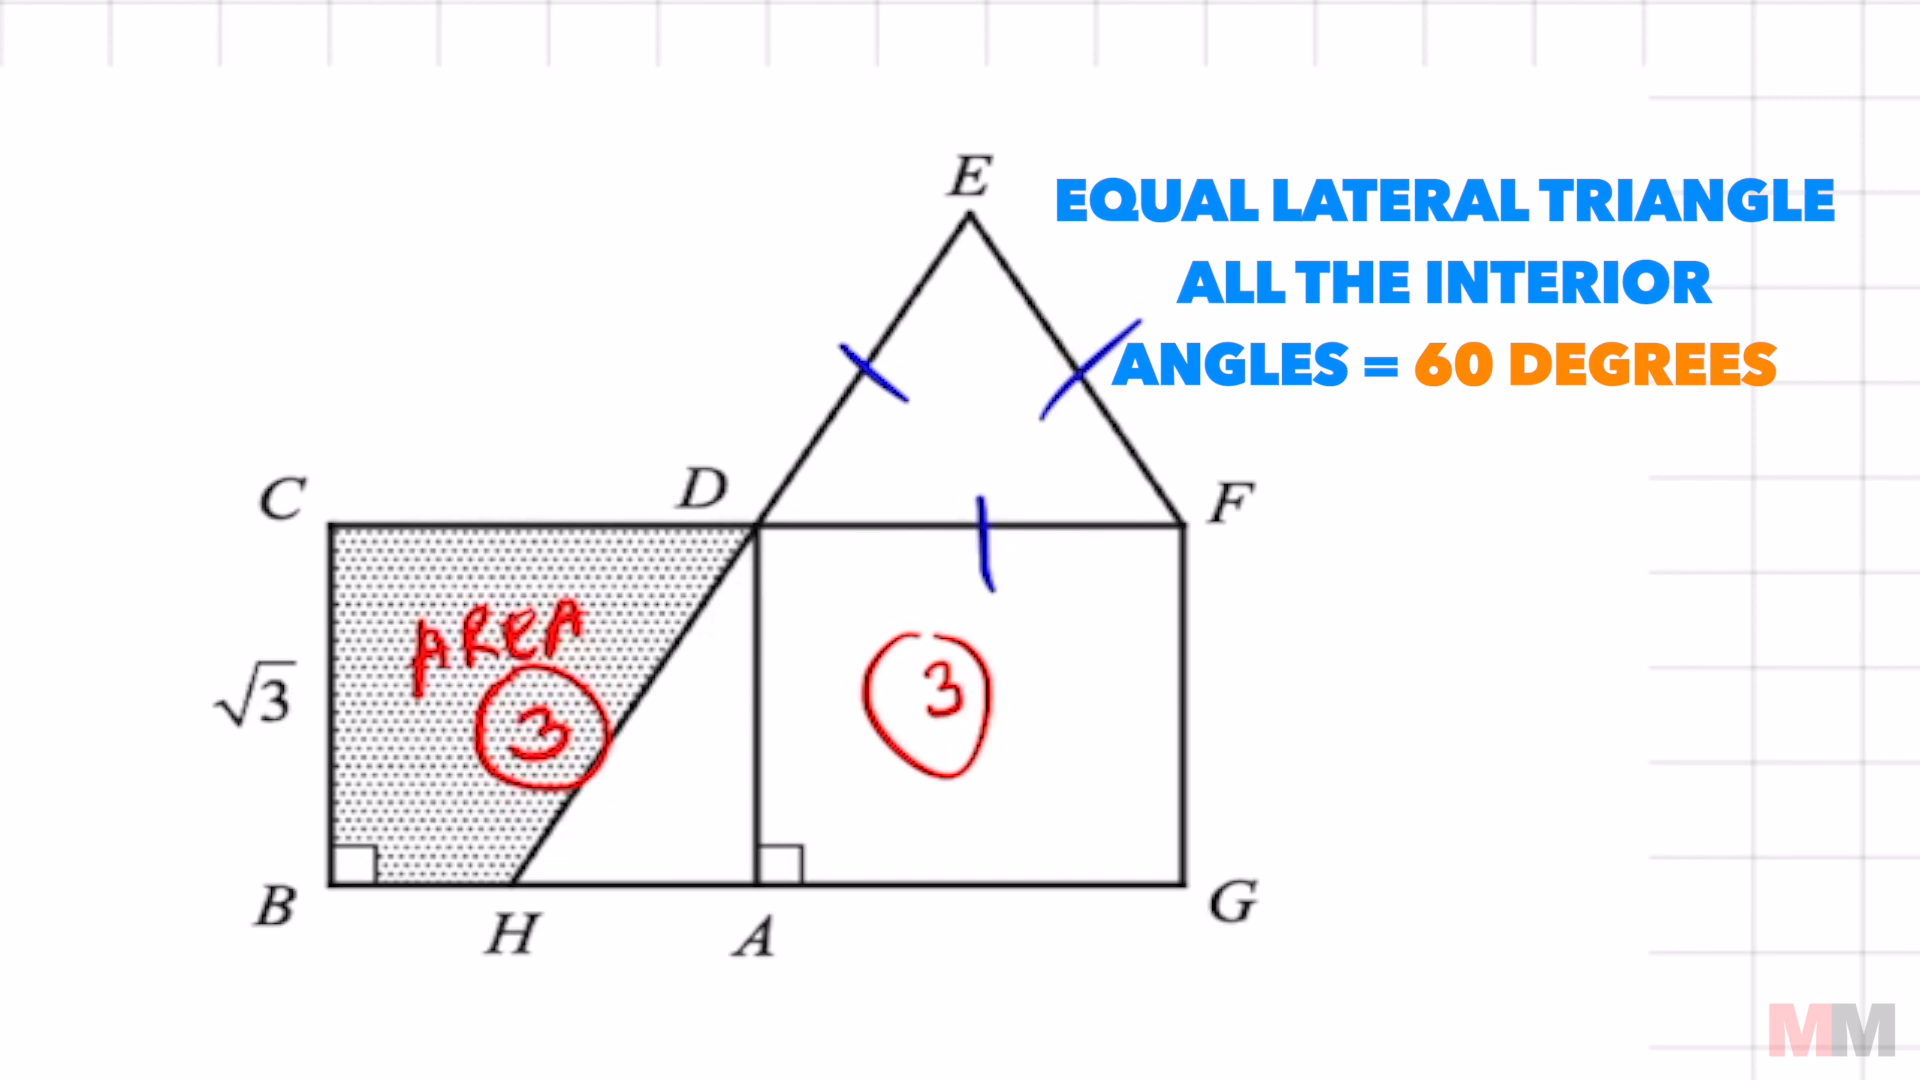 E
EQUAL LATERAL TRIANGLE
ALL THE INTERIOR
ANGLES = 60 DEGREES
C
D
F
AREA
3
3
√3
B
H
A
G
MM